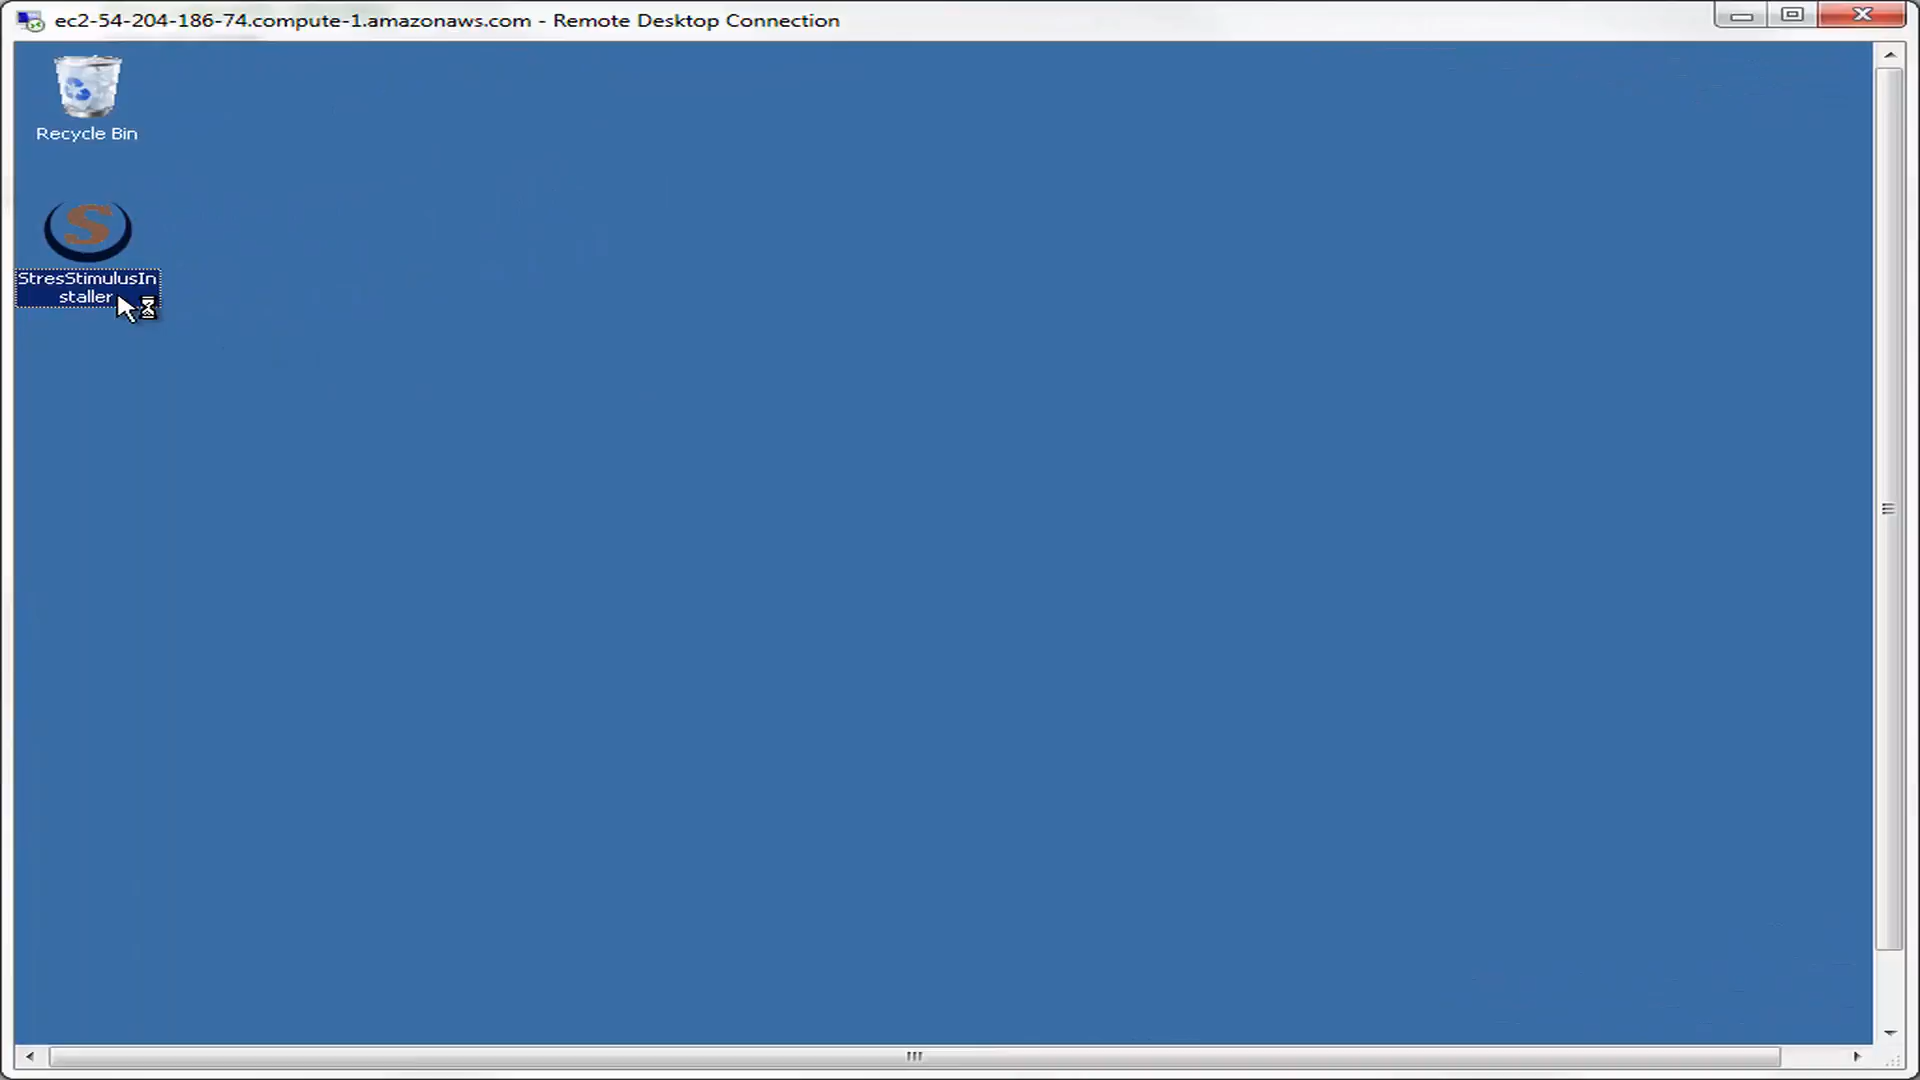 ec2-54-204-186-74.compute-1.amazonaws.com - Remote Desktop Connection
Recycle Bin
S
StresStimulusIn
staller